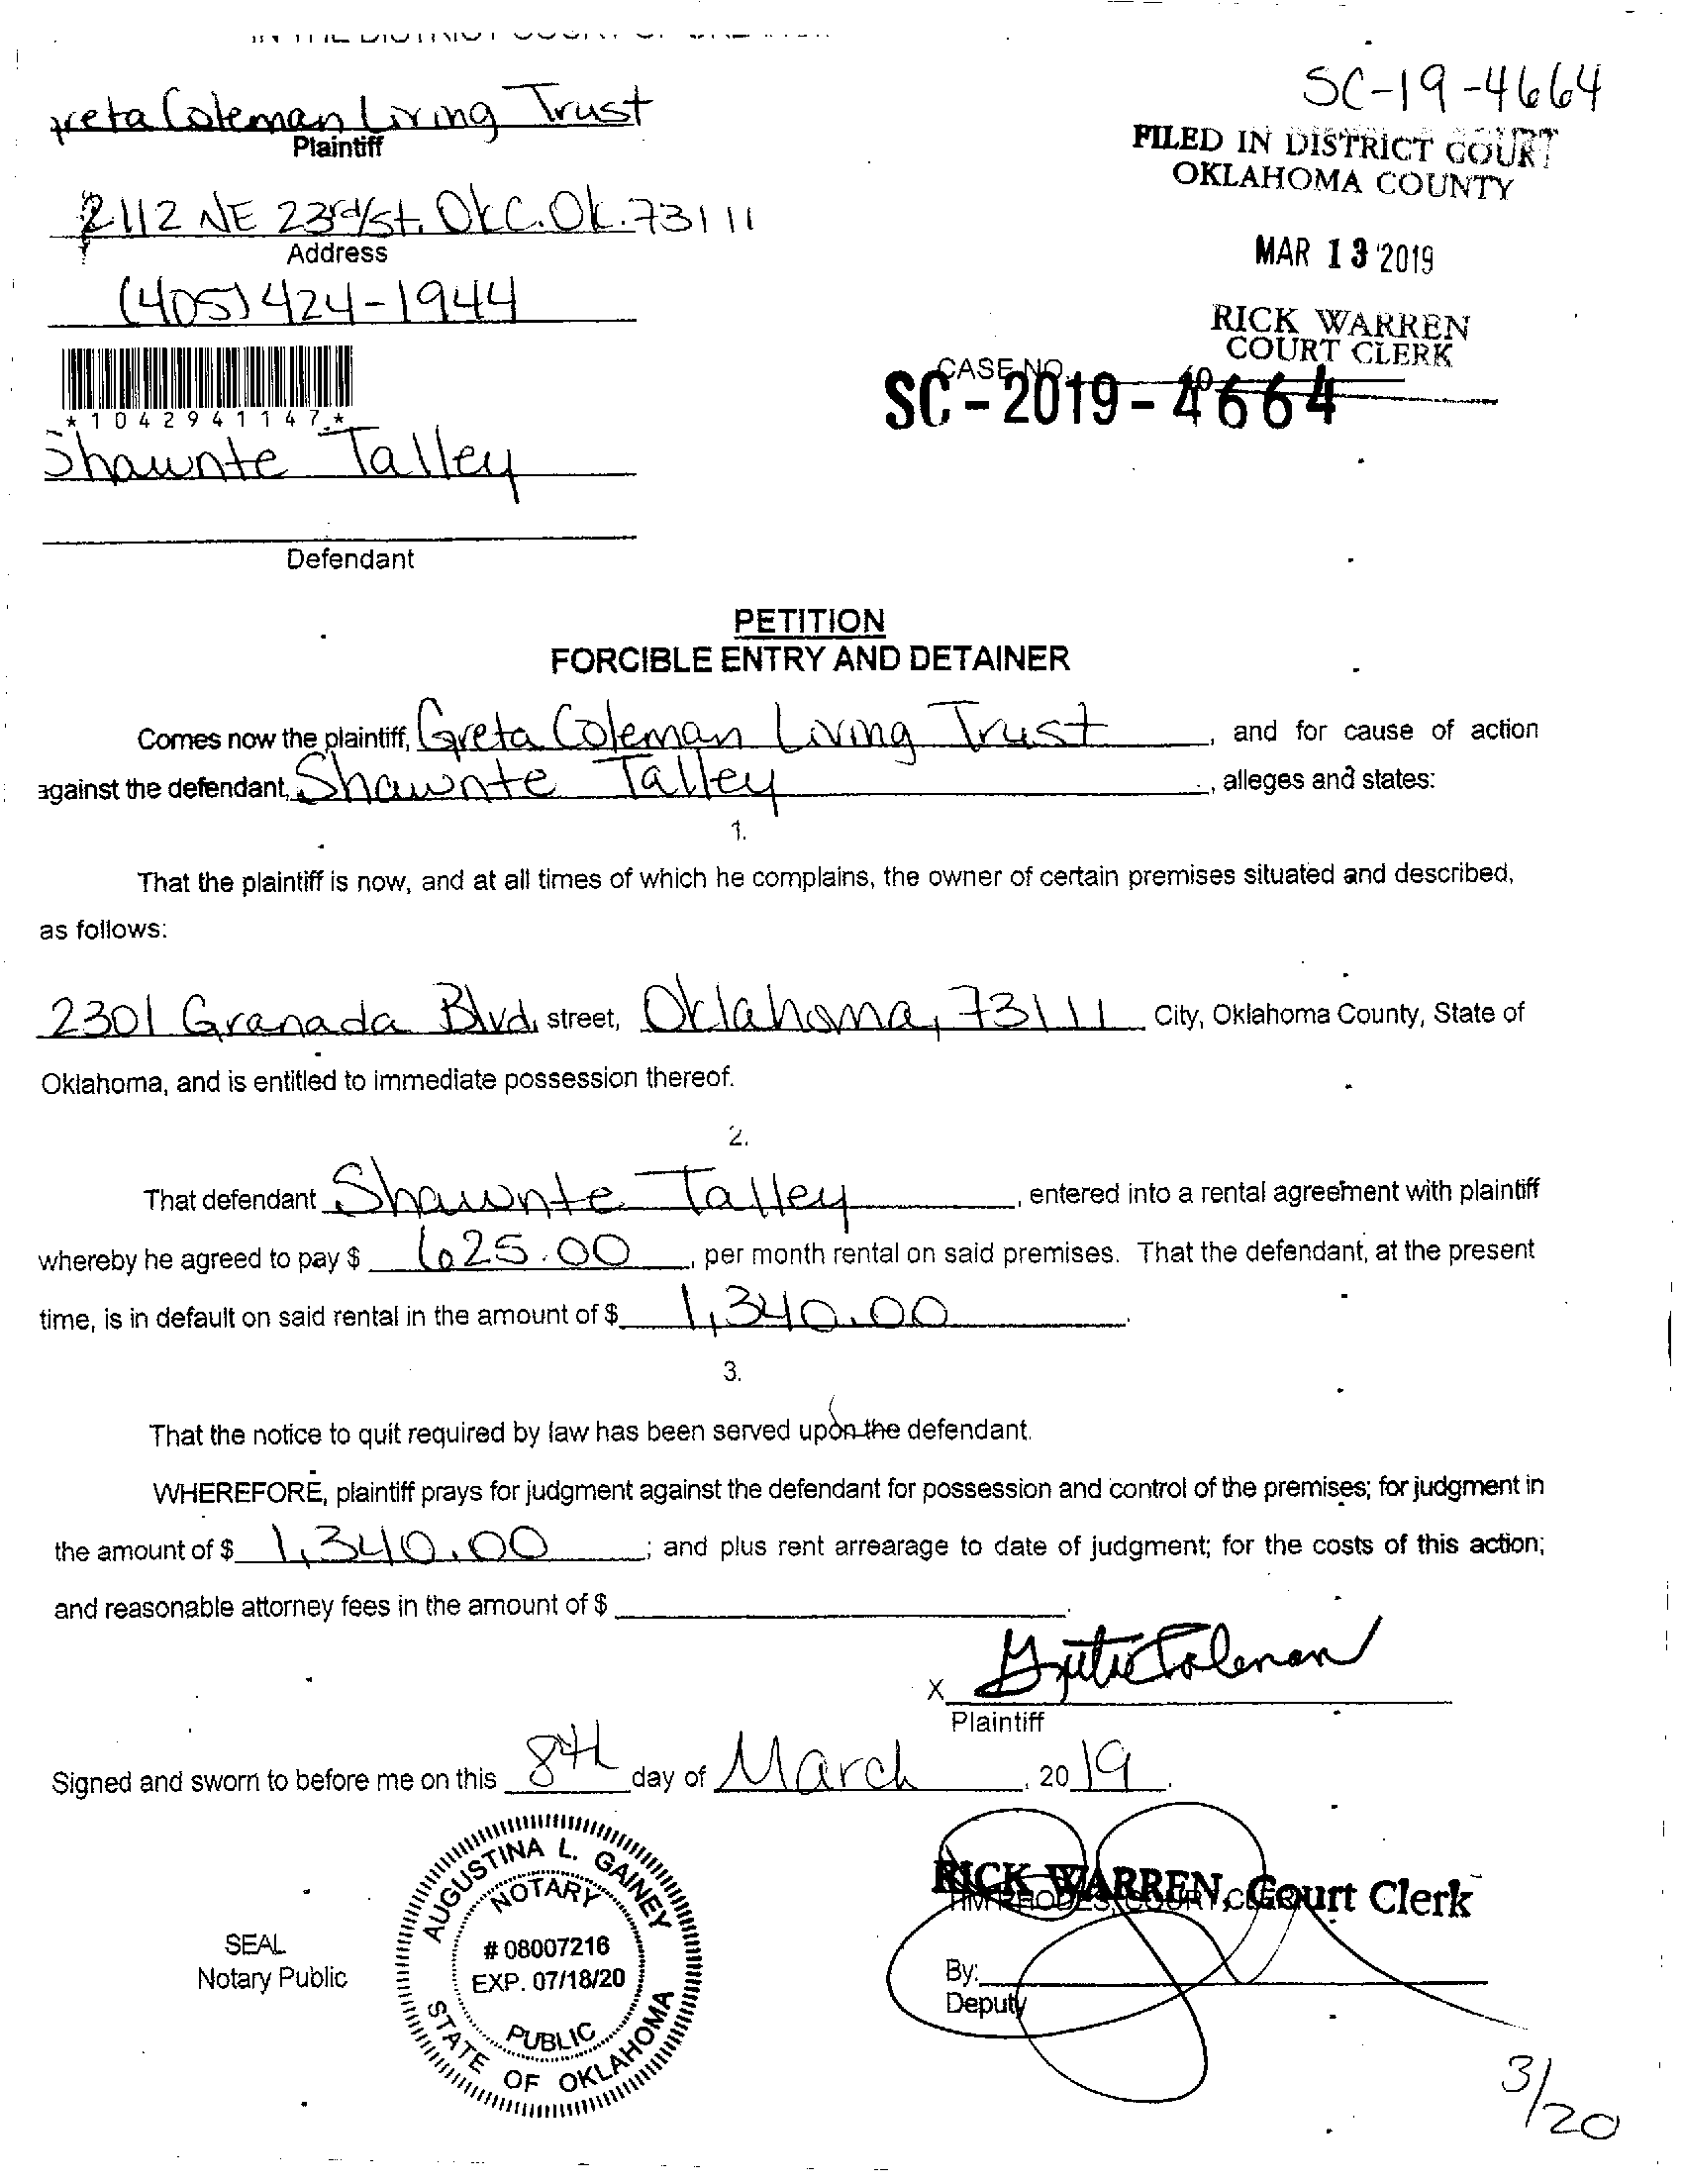 SC-19-4664
Greta Coleman Living Trust
Plaintiff
FILED IN DISTRICT COURT
OKLAHOMA COUNTY
2112 NE 23rd/st. Okc. Ok. 73111
Address
MAR 13 2019
(405) 424-1944
RICK WARREN
COURT CLERK
*1042941147*
CASE NO.
SC-2019-4664
Shawnte Talley
Defendant
PETITION
FORCIBLE ENTRY AND DETAINER
Comes now the plaintiff, Greta Coleman Living Trust, and for cause of action
against the defendant, Shawnte Talley, alleges and states:
1.
That the plaintiff is now, and at all times of which he complains, the owner of certain premises situated and described,
as follows:
2301 Granada Blvd. street, Oklahoma, 73111 City, Oklahoma County, State of
Oklahoma, and is entitled to immediate possession thereof.
2.
That defendant Shawnte Talley, entered into a rental agreement with plaintiff
whereby he agreed to pay $ 625.00, per month rental on said premises. That the defendant, at the present
time, is in default on said rental in the amount of $ 1,340.00.
3.
That the notice to quit required by law has been served upon the defendant.
WHEREFORE, plaintiff prays for judgment against the defendant for possession and control of the premises; for judgment in
the amount of $ 1,340.00; and plus rent arrearage to date of judgment; for the costs of this action;
and reasonable attorney fees in the amount of $
X Greta Coleman
Plaintiff
Signed and sworn to before me on this 8th day of March, 2019.
AUGUSTINA L. GAINEY
NOTARY
# 08007216
EXP. 07/18/20
PUBLIC
STATE OF OKLAHOMA
SEAL
Notary Public
RICK WARREN, Court Clerk
By:
Deputy
3/20